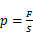 p = F/S